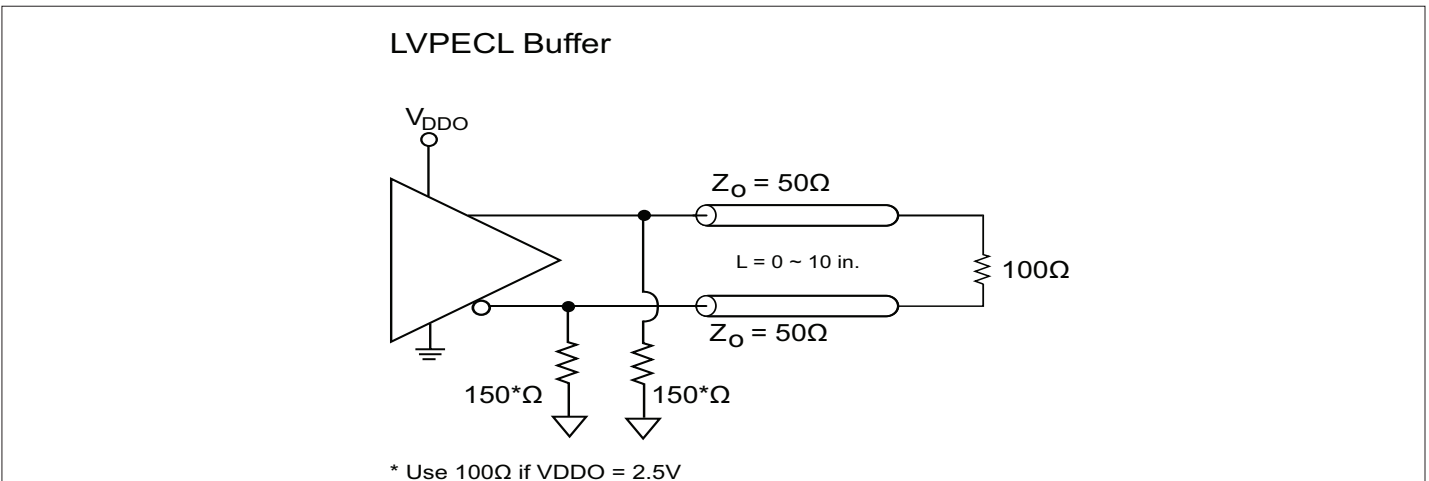 LVPECL Buffer
VDDO
ZO = 50Ω
L = 0 ~ 10 in.
100Ω
ZO = 50Ω
150*Ω
150*Ω
* Use 100Ω if VDDO = 2.5V